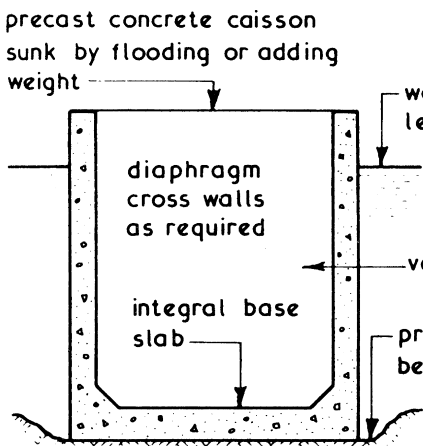 precast concrete caisson
sunk by flooding or adding
weight
diaphragm
cross walls
as required
integral base
slab